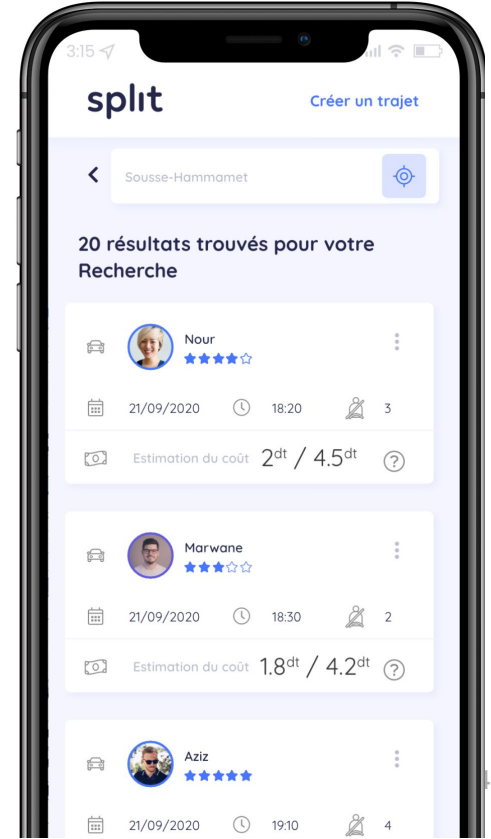 3:15
split
Créer un trajet
Sousse-Hammamet
20 résultats trouvés pour votre
Recherche
Nour
21/09/2020 18:20 3
Estimation du coût 2dt / 4.5dt ?
Marwane
21/09/2020 18:30 2
Estimation du coût 1.8dt / 4.2dt ?
Aziz
21/09/2020 19:10 4